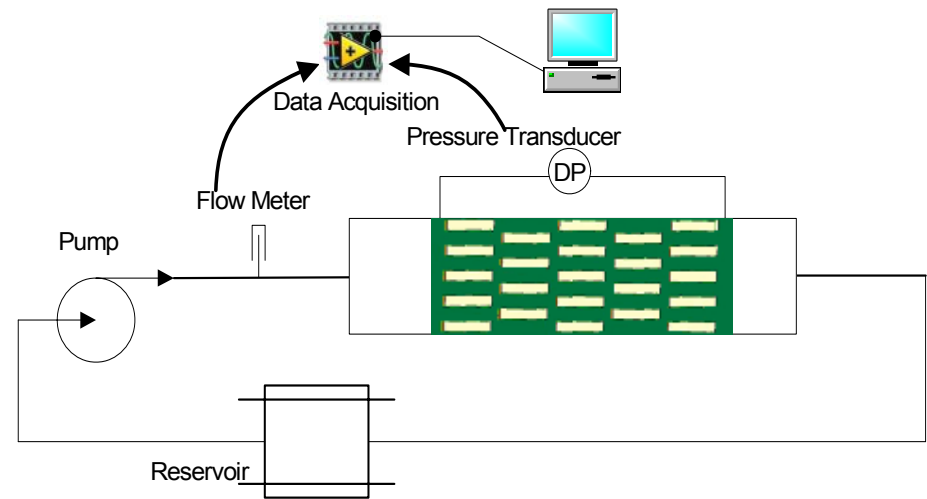 Data Acquisition
Pressure Transducer
DP
Flow Meter
Pump
Reservoir